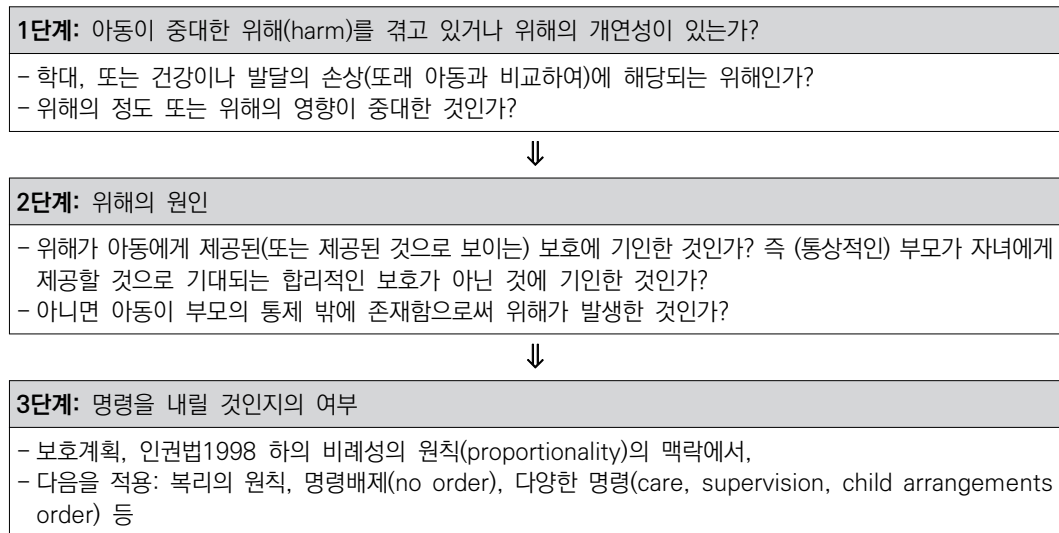 1단계: 아동이 중대한 위해(harm)를 겪고 있거나 위해의 개연성이 있는가?
- 학대, 또는 건강이나 발달의 손상(또래 아동과 비교하여)에 해당되는 위해인가?
- 위해의 정도 또는 위해의 영향이 중대한 것인가?
⇓
2단계: 위해의 원인
- 위해가 아동에게 제공된(또는 제공된 것으로 보이는) 보호에 기인한 것인가? 즉 (통상적인) 부모가 자녀에게
제공할 것으로 기대되는 합리적인 보호가 아닌 것에 기인한 것인가?
- 아니면 아동이 부모의 통제 밖에 존재함으로써 위해가 발생한 것인가?
⇓
3단계: 명령을 내릴 것인지의 여부
- 보호계획, 인권법1998 하의 비례성의 원칙(proportionality)의 맥락에서,
- 다음을 적용: 복리의 원칙, 명령배제(no order), 다양한 명령(care, supervision, child arrangements
order) 등